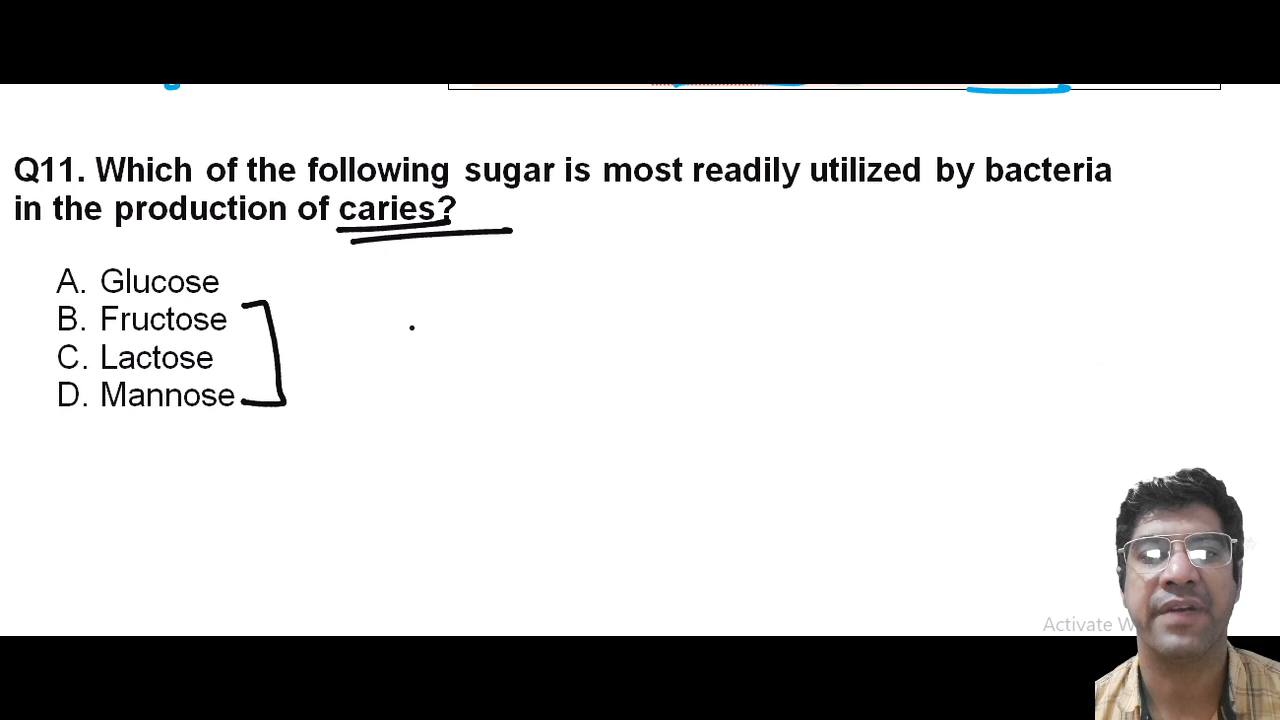 Q11. Which of the following sugar is most readily utilized by bacteria
in the production of caries?
A. Glucose
B. Fructose
C. Lactose
D. Mannose
Activate